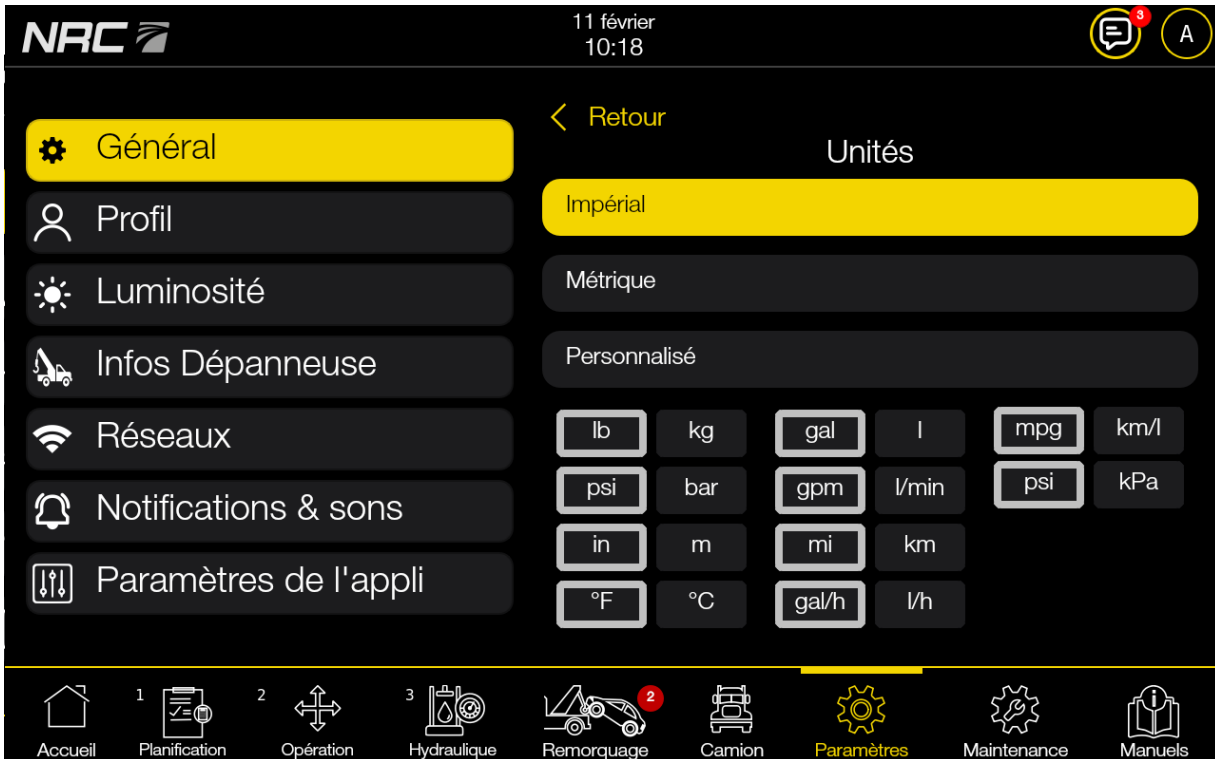 NRC
11 février
10:18
3
A
Général
Profil
Luminosité
Infos Dépanneuse
Réseaux
Notifications & sons
Paramètres de l'appli
Retour
Unités
Impérial
Métrique
Personnalisé
lb kg gal l mpg km/l
psi bar gpm l/min psi kPa
in m mi km
°F °C gal/h l/h
1 2 3 2
Accueil Planification Opération Hydraulique Remorquage Camion Paramètres Maintenance Manuels